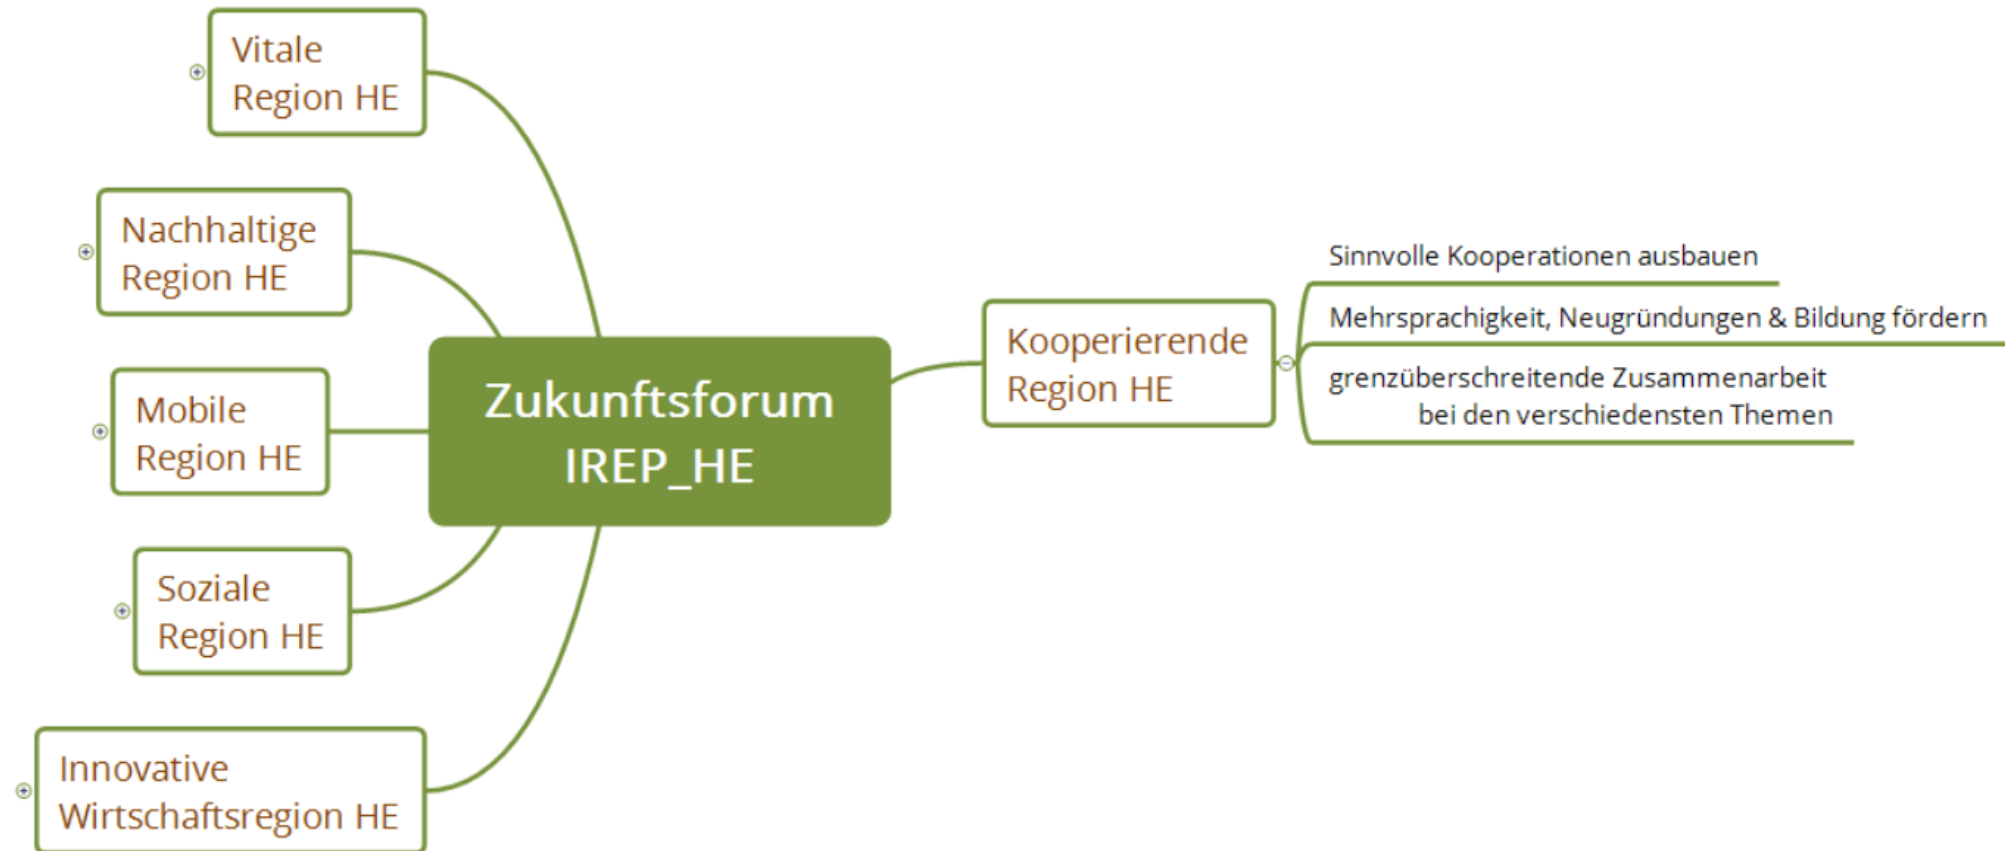 Vitale
Region HE
Nachhaltige
Region HE
Mobile
Region HE
Soziale
Region HE
Innovative
Wirtschaftsregion HE
Zukunftsforum
IREP_HE
Kooperierende
Region HE
Sinnvolle Kooperationen ausbauen
Mehrsprachigkeit, Neugründungen & Bildung fördern
grenzüberschreitende Zusammenarbeit
bei den verschiedensten Themen